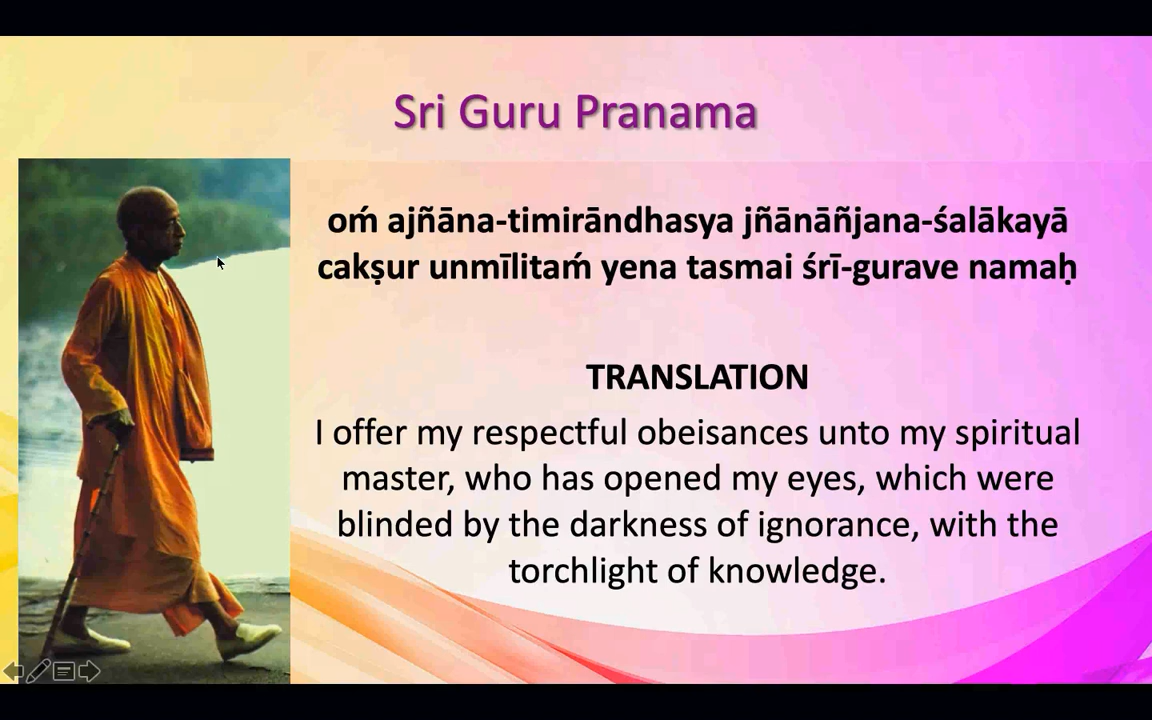 Sri Guru Pranama
oḿ ajñāna-timirāndhasya jñānāñjana-śalākayā
cakṣur unmīlitaḿ yena tasmai śrī-gurave namaḥ
TRANSLATION
I offer my respectful obeisances unto my spiritual
master, who has opened my eyes, which were
blinded by the darkness of ignorance, with the
torchlight of knowledge.